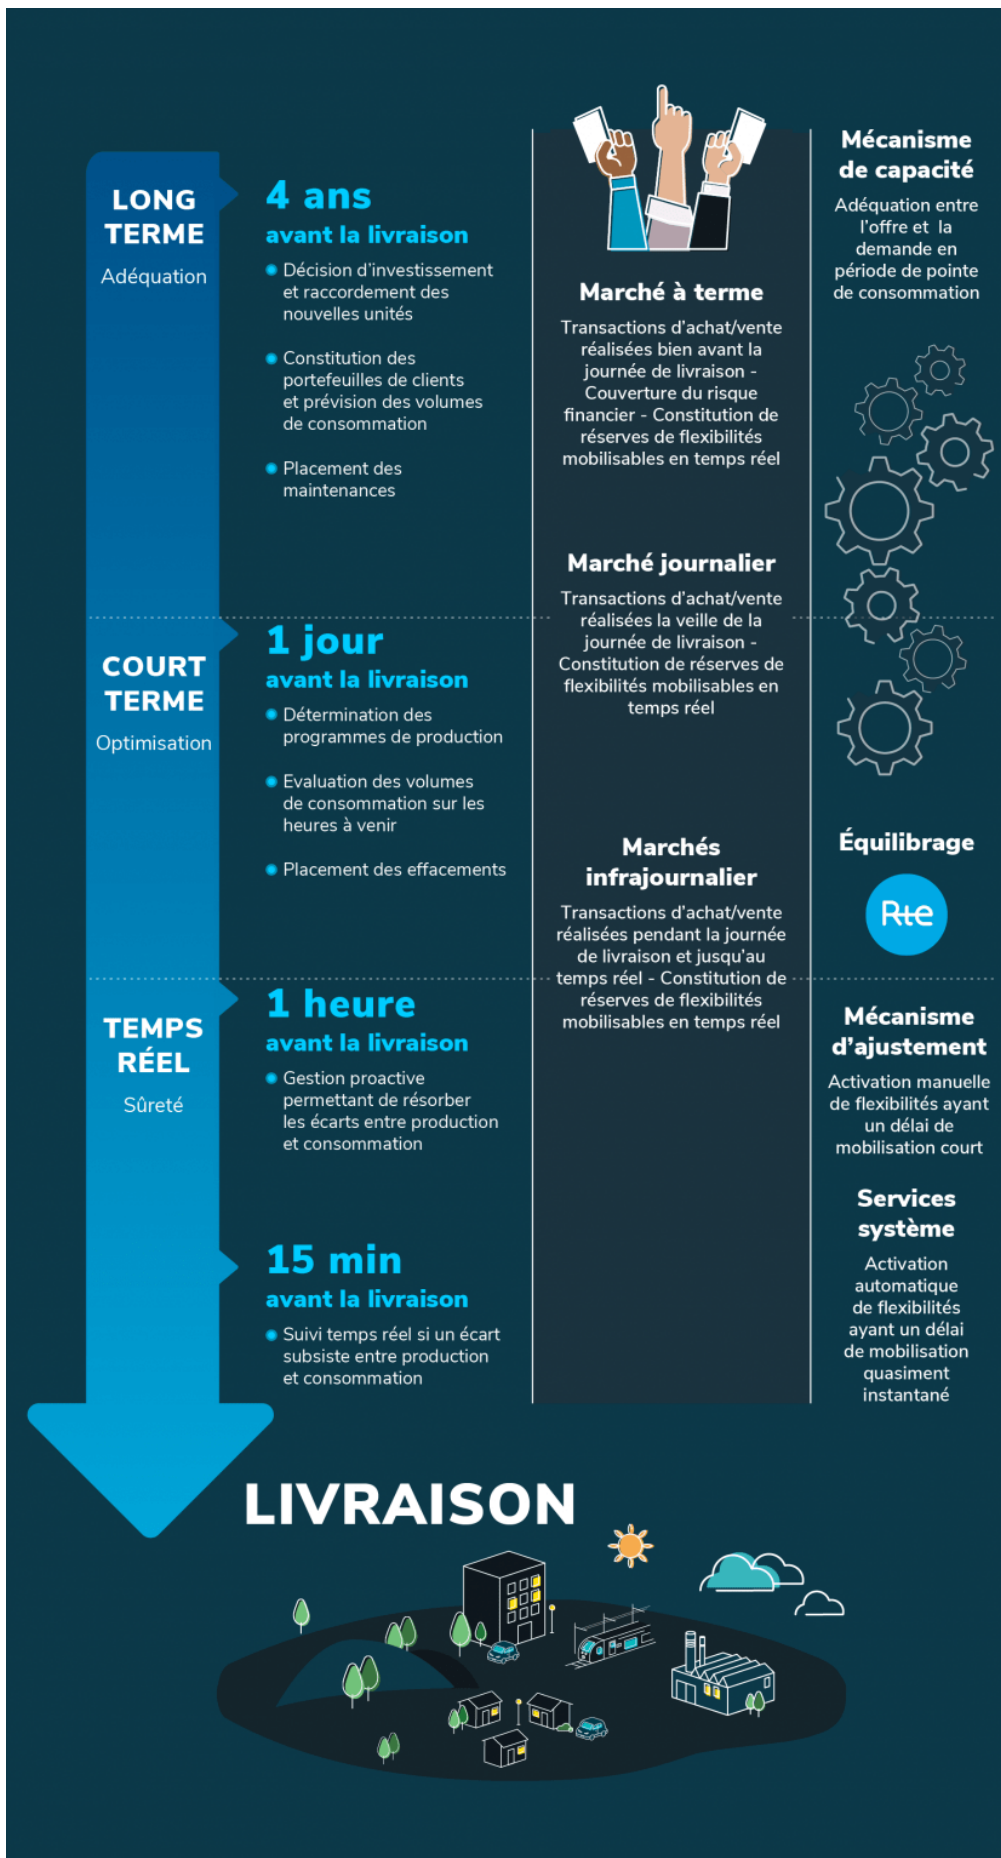 LONG
TERME
Adéquation
4 ans
avant la livraison
Décision d'investissement
et raccordement des
nouvelles unités
Constitution des
portefeuilles de clients
et prévision des volumes
de consommation
Placement des
maintenances
Marché à terme
Transactions d'achat/vente
réalisées bien avant la
journée de livraison -
Couverture du risque
financier - Constitution de
réserves de flexibilités
mobilisables en temps réel
Mécanisme
de capacité
Adéquation entre
l'offre et la
demande en
période de pointe
de consommation
Marché journalier
Transactions d'achat/vente
réalisées la veille de la
journée de livraison -
Constitution de réserves de
flexibilités mobilisables en
temps réel
COURT
TERME
Optimisation
1 jour
avant la livraison
Détermination des
programmes de production
Evaluation des volumes
de consommation sur les
heures à venir
Placement des effacements
Marchés
infrajournalier
Transactions d'achat/vente
réalisées pendant la journée
de livraison et jusqu'au
temps réel - Constitution de
réserves de flexibilités
mobilisables en temps réel
Équilibrage
Rte
TEMPS
RÉEL
Sûreté
1 heure
avant la livraison
Gestion proactive
permettant de résorber
les écarts entre production
et consommation
Mécanisme
d'ajustement
Activation manuelle
de flexibilités ayant
un délai de
mobilisation court
15 min
avant la livraison
Suivi temps réel si un écart
subsiste entre production
et consommation
Services
système
Activation
automatique
de flexibilités
ayant un délai
de mobilisation
quasiment
instantané
LIVRAISON